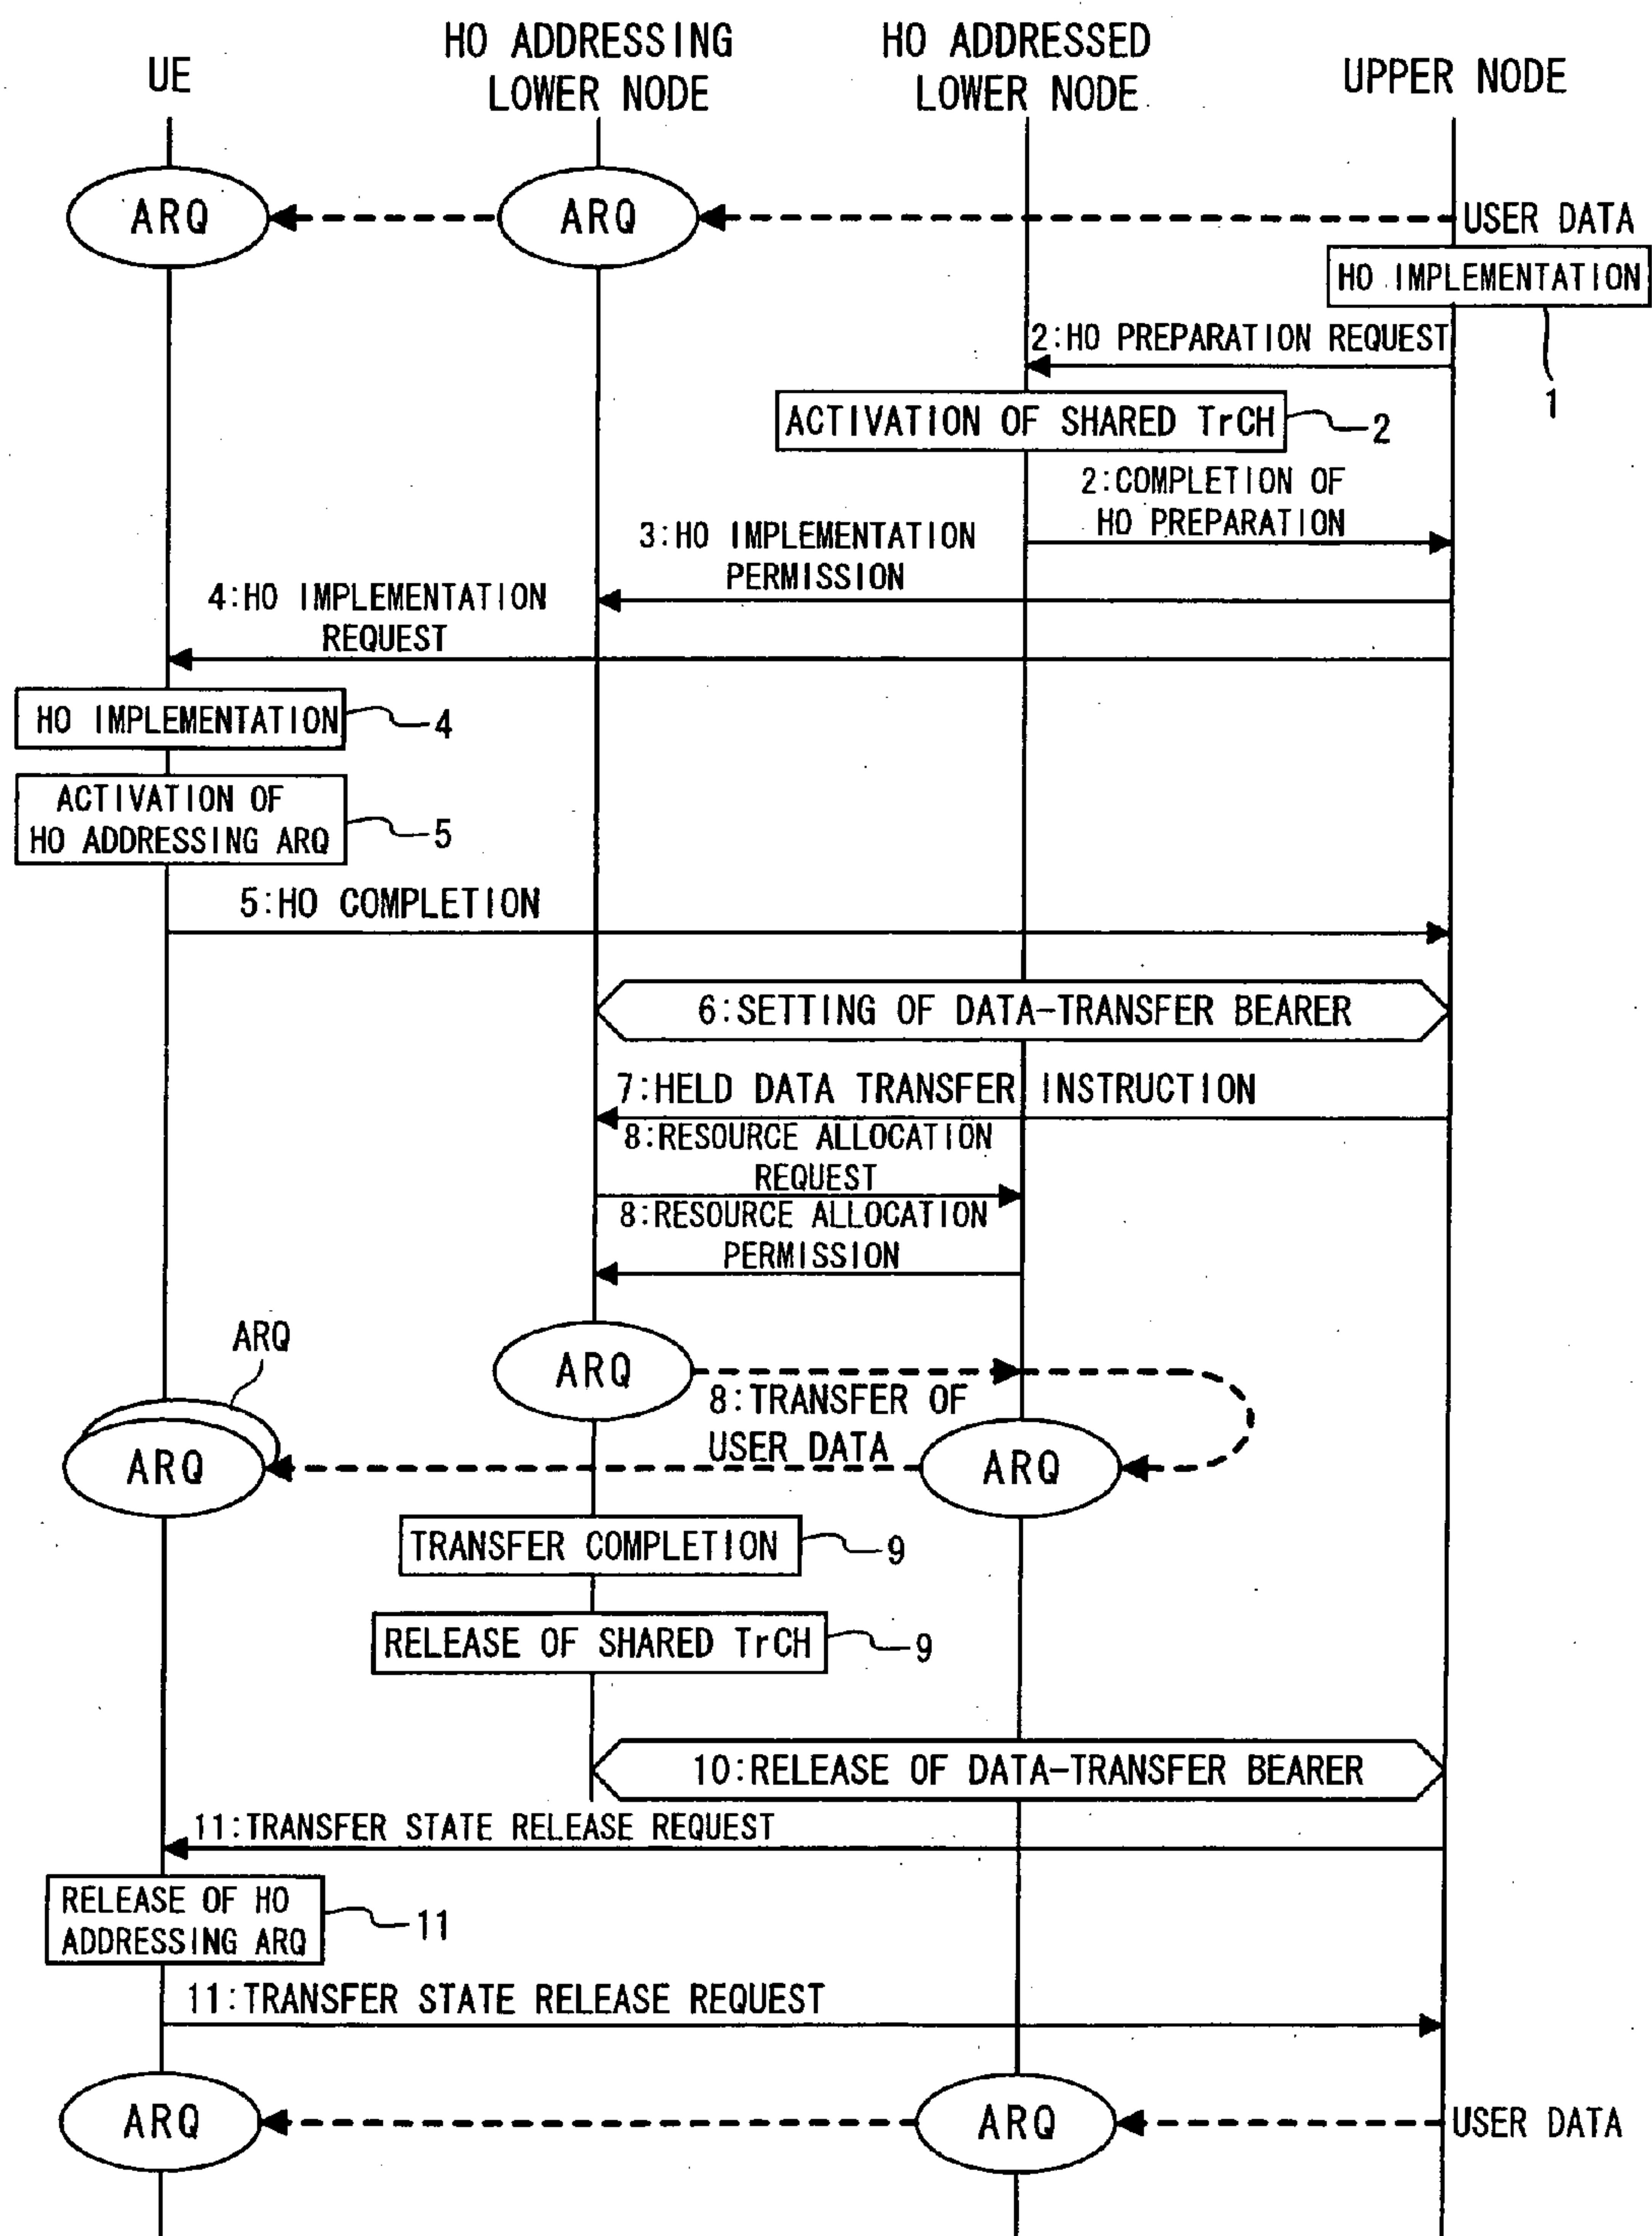 UE
HO ADDRESSING
LOWER NODE
HO ADDRESSED
LOWER NODE
UPPER NODE
ARQ
ARQ
USER DATA
HO IMPLEMENTATION
1
2:HO PREPARATION REQUEST
ACTIVATION OF SHARED TrCH
2
2:COMPLETION OF
HO PREPARATION
3:HO IMPLEMENTATION
PERMISSION
4:HO IMPLEMENTATION
REQUEST
HO IMPLEMENTATION
4
ACTIVATION OF
HO ADDRESSING ARQ
5
5:HO COMPLETION
6:SETTING OF DATA-TRANSFER BEARER
7:HELD DATA TRANSFER INSTRUCTION
8:RESOURCE ALLOCATION
REQUEST
8:RESOURCE ALLOCATION
PERMISSION
ARQ
ARQ
8:TRANSFER OF
USER DATA
ARQ
ARQ
TRANSFER COMPLETION
9
RELEASE OF SHARED TrCH
9
10:RELEASE OF DATA-TRANSFER BEARER
11:TRANSFER STATE RELEASE REQUEST
RELEASE OF HO
ADDRESSING ARQ
11
11:TRANSFER STATE RELEASE REQUEST
ARQ
ARQ
USER DATA